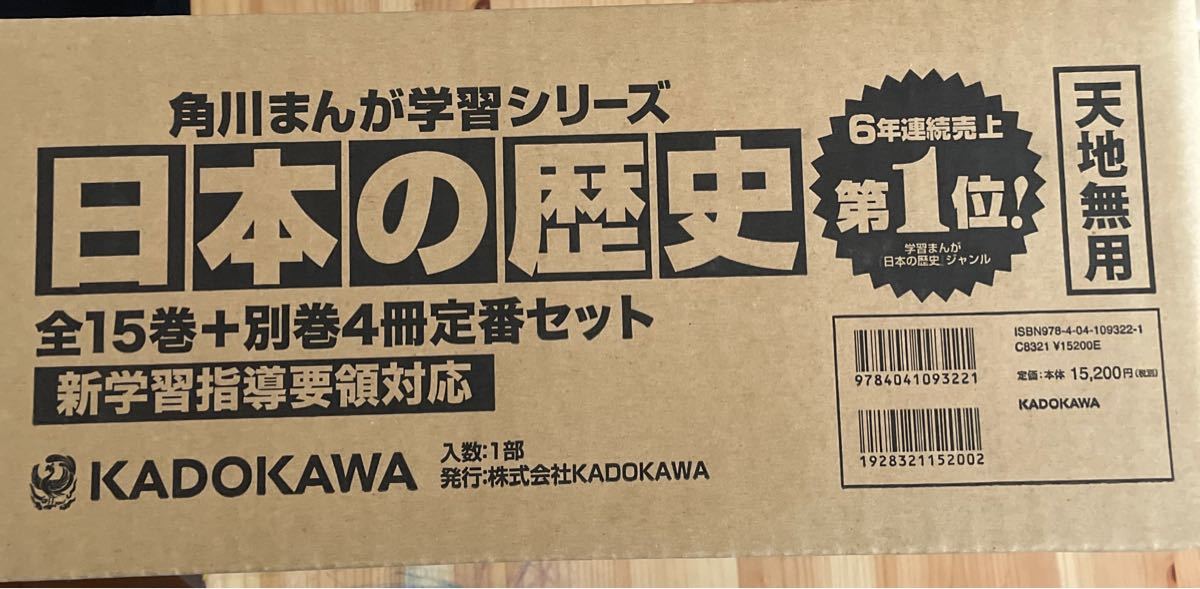 角川まんが学習シリーズ
日本の歴史
全15巻+別巻4冊定番セット
新学習指導要領対応
KADOKAWA
入数:1部
発行:株式会社KADOKAWA
6年連続売上
第1位!
学習まんが
「日本の歴史」ジャンル
天地無用
9784041093221
1928321152002
ISBN978-4-04-109322-1
C8321 ¥15200E
定価:本体 15,200円(税別)
KADOKAWA